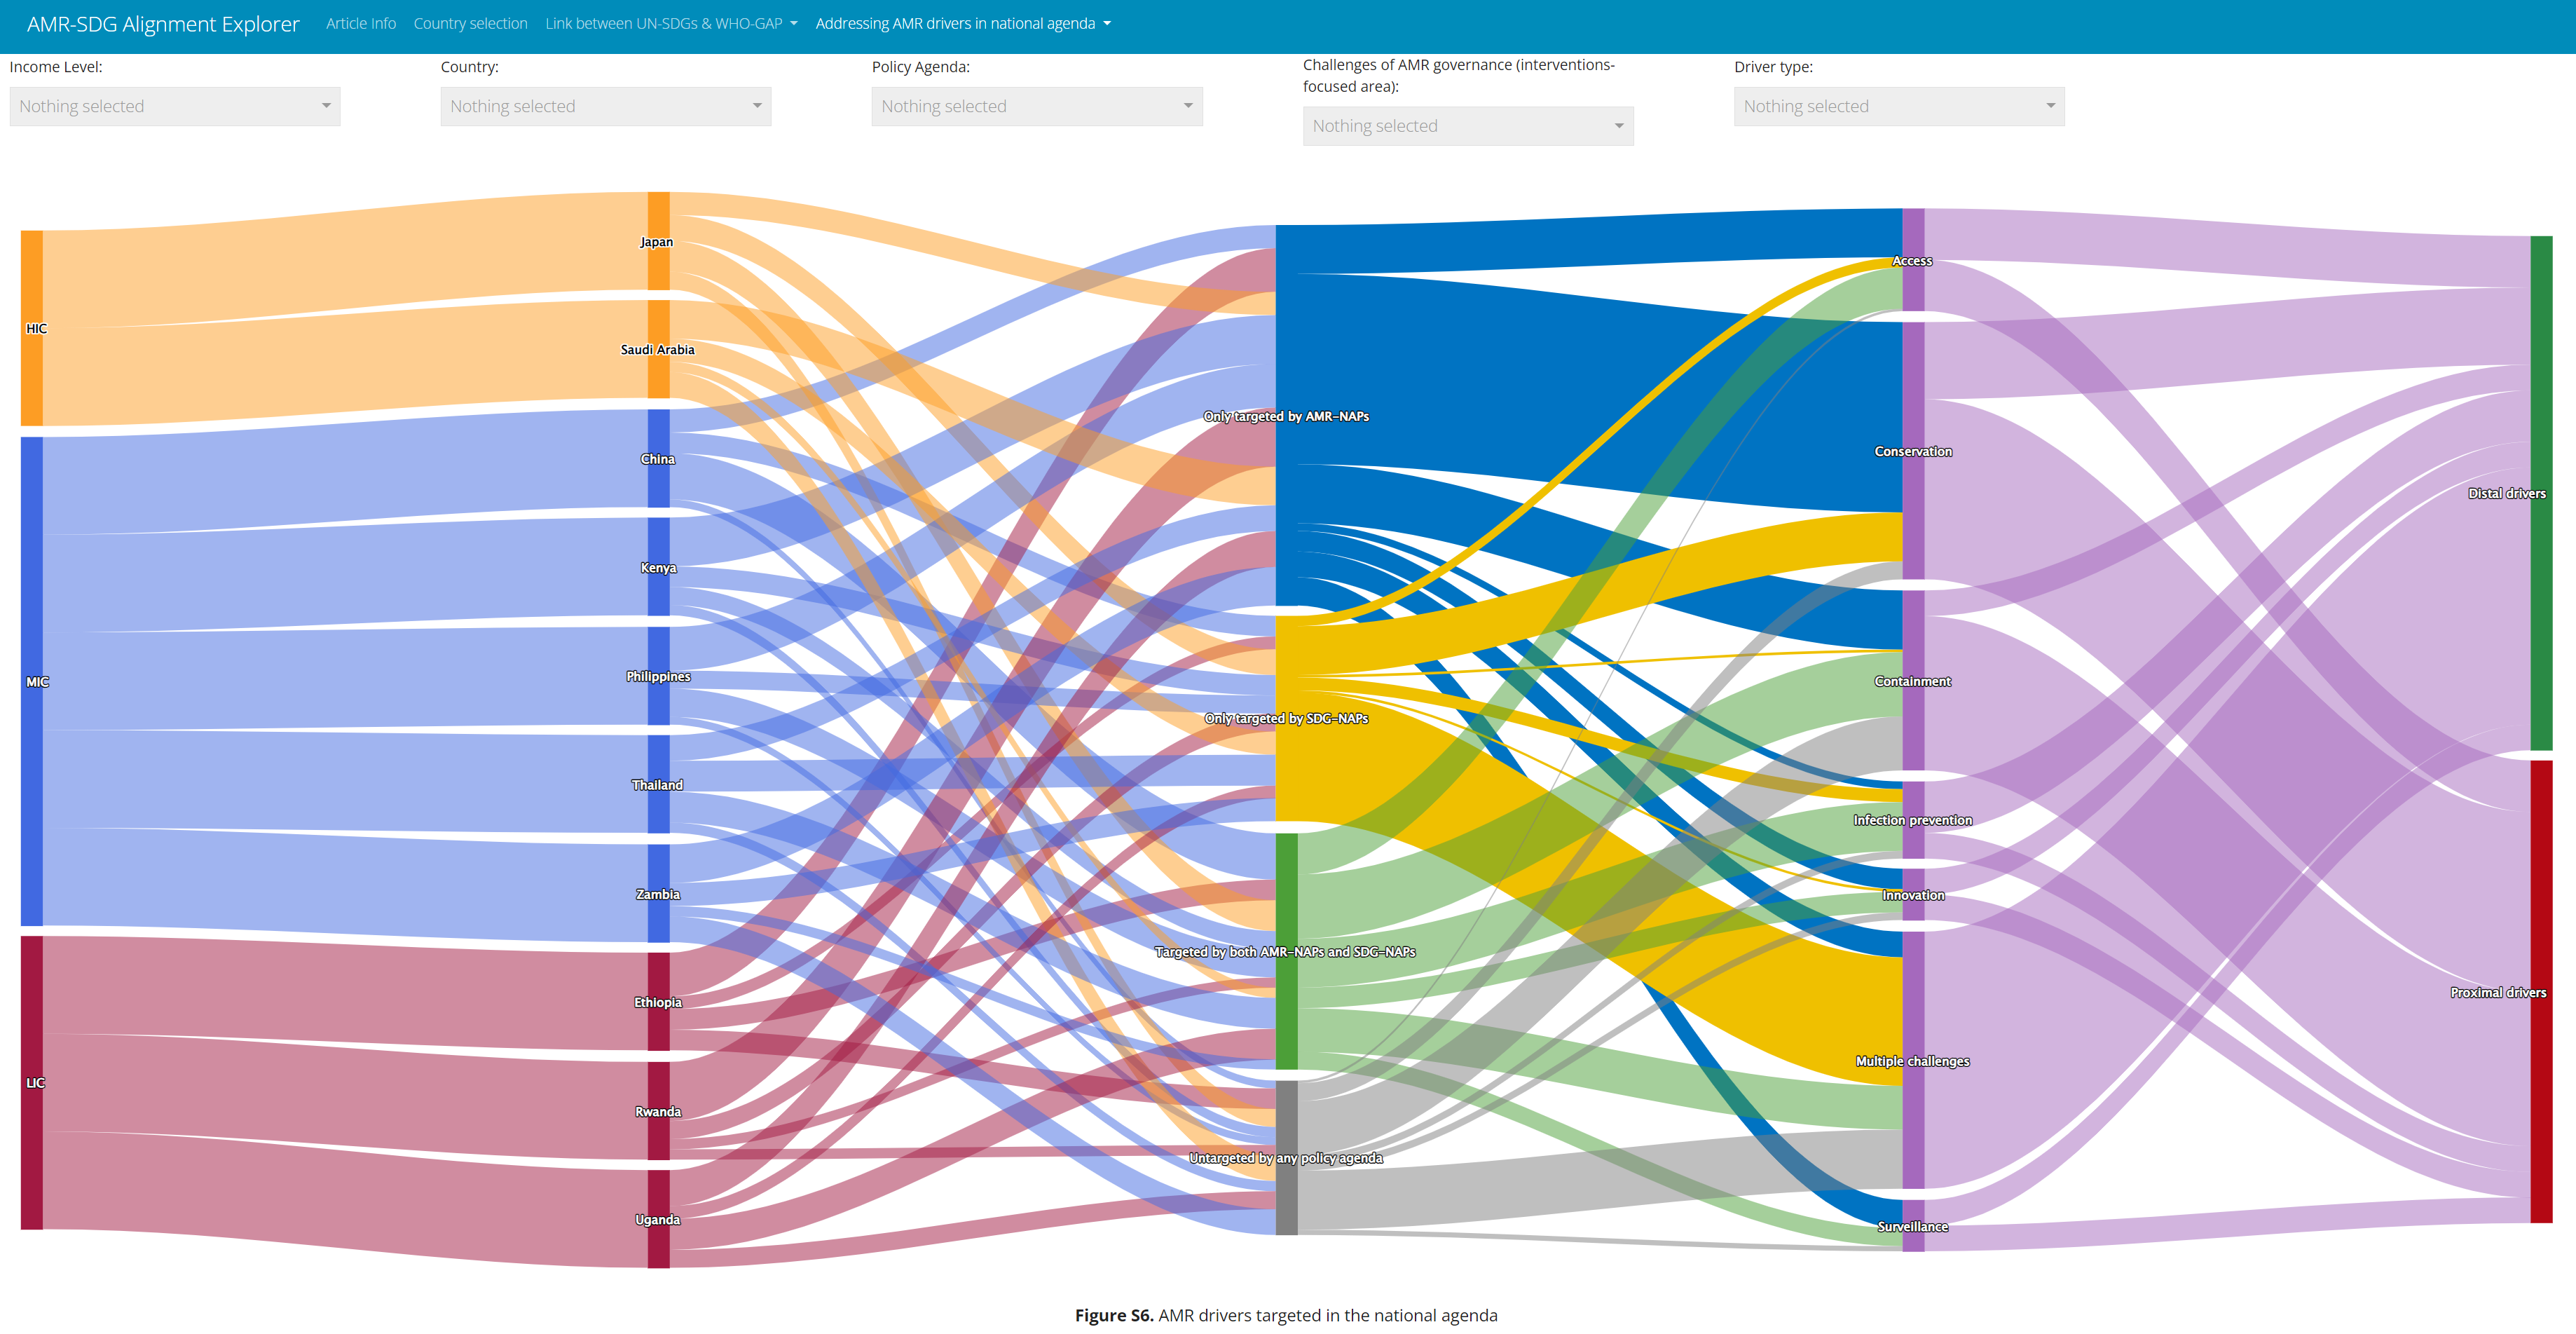 AMR-SDG Alignment Explorer
Article Info
Country selection
Link between UN-SDGs & WHO-GAP
Addressing AMR drivers in national agenda
Income Level:
Nothing selected
Country:
Nothing selected
Policy Agenda:
Nothing selected
Challenges of AMR governance (interventions-
focused area):
Nothing selected
Driver type:
Nothing selected
HIC
MIC
LIC
Japan
Saudi Arabia
China
Kenya
Philippines
Thailand
Zambia
Ethiopia
Rwanda
Uganda
Only targeted by AMR-NAPs
Only targeted by SDG-NAPs
Targeted by both AMR-NAPs and SDG-NAPs
Untargeted by any policy agenda
Access
Conservation
Containment
Infection prevention
Innovation
Multiple challenges
Surveillance
Distal drivers
Proximal drivers
Figure S6. AMR drivers targeted in the national agenda